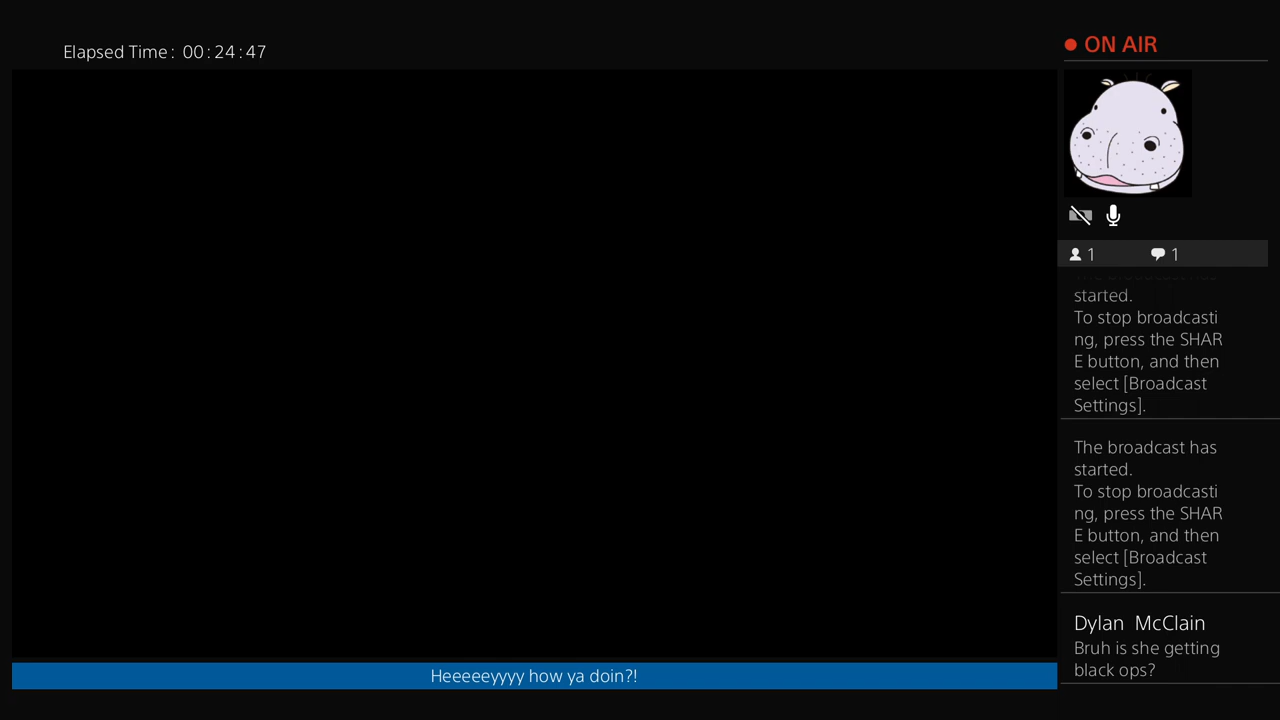 Elapsed Time: 00:24:47
ON AIR
1 1
started.
To stop broadcasti
ng, press the SHAR
E button, and then
select [Broadcast
Settings].
The broadcast has
started.
To stop broadcasti
ng, press the SHAR
E button, and then
select [Broadcast
Settings].
Dylan McClain
Bruh is she getting
black ops?
Heeeeeyyyy how ya doin?!